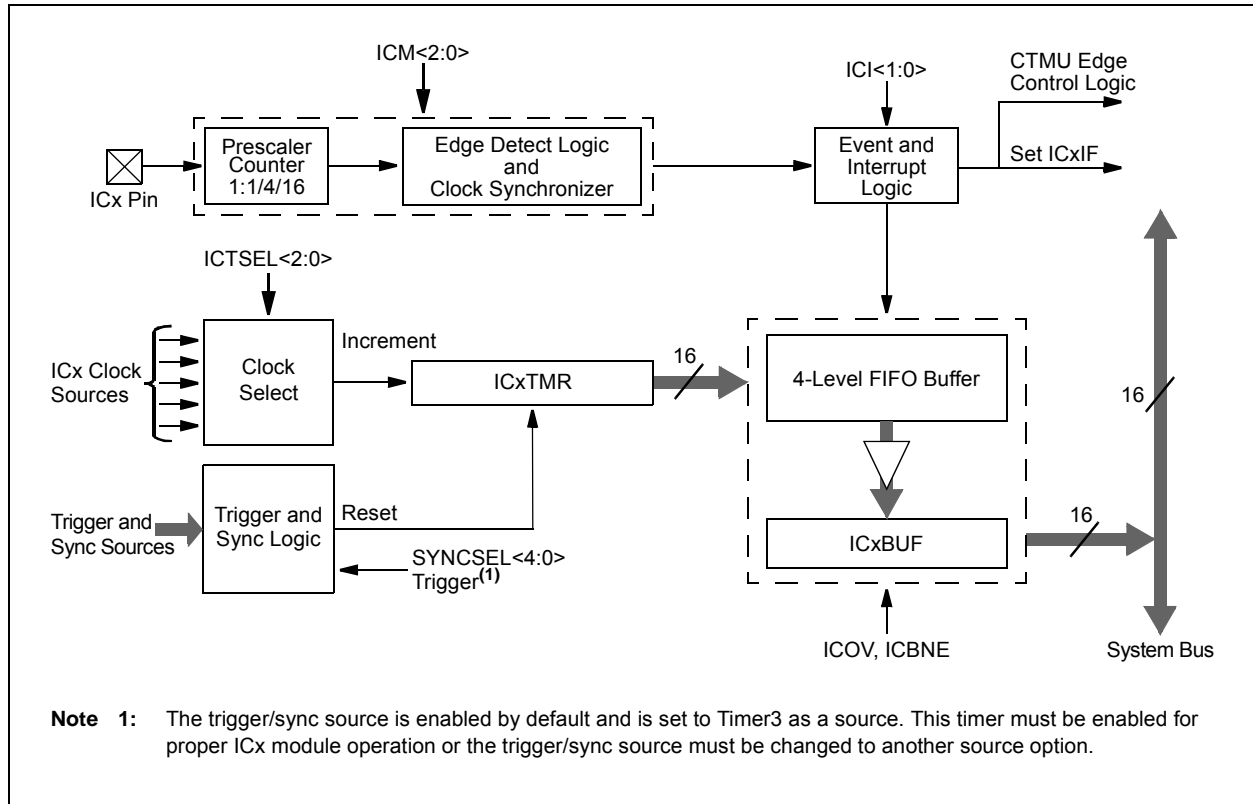 ICM<2:0>
ICI<1:0>
CTMU Edge
Control Logic
Prescaler
Counter
1:1/4/16
Edge Detect Logic
and
Clock Synchronizer
Event and
Interrupt
Logic
Set ICxIF
ICx Pin
ICTSEL<2:0>
ICx Clock
Sources
Clock
Select
Increment
ICxTMR
16
4-Level FIFO Buffer
16
Trigger and
Sync Sources
Trigger and
Sync Logic
Reset
SYNCSEL<4:0>
Trigger(1)
ICxBUF
16
ICOV, ICBNE
System Bus
Note 1: The trigger/sync source is enabled by default and is set to Timer3 as a source. This timer must be enabled for
proper ICx module operation or the trigger/sync source must be changed to another source option.